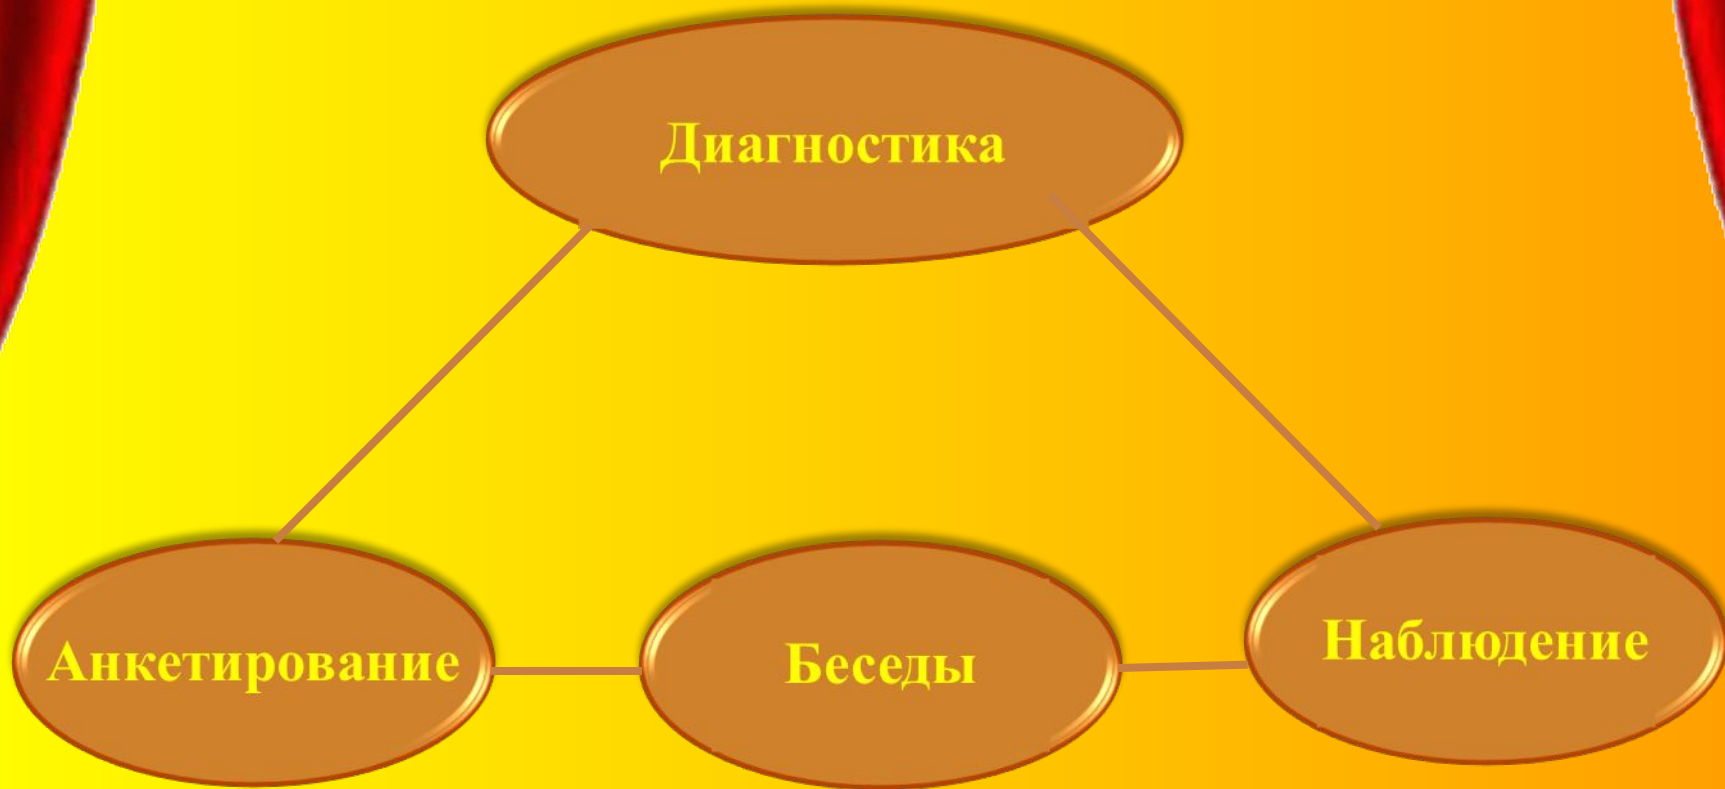 Диагностика
Анкетирование
Беседы
Наблюдение